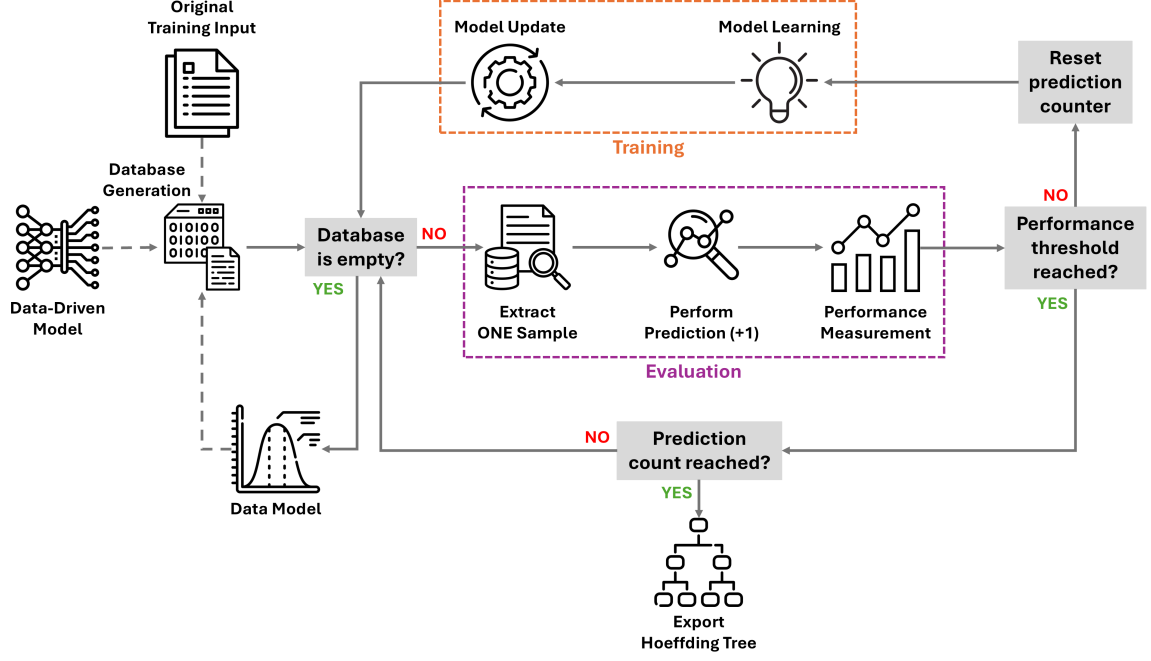 Original
Training Input
Model Update
Model Learning
Reset
prediction
counter
Training
Database
Generation
NO
Performance
threshold
reached?
Database
is empty?
NO
YES
YES
Data-Driven
Model
Extract
ONE Sample
Perform
Prediction (+1)
Performance
Measurement
Evaluation
NO
Prediction
count reached?
YES
Data Model
Export
Hoeffding Tree